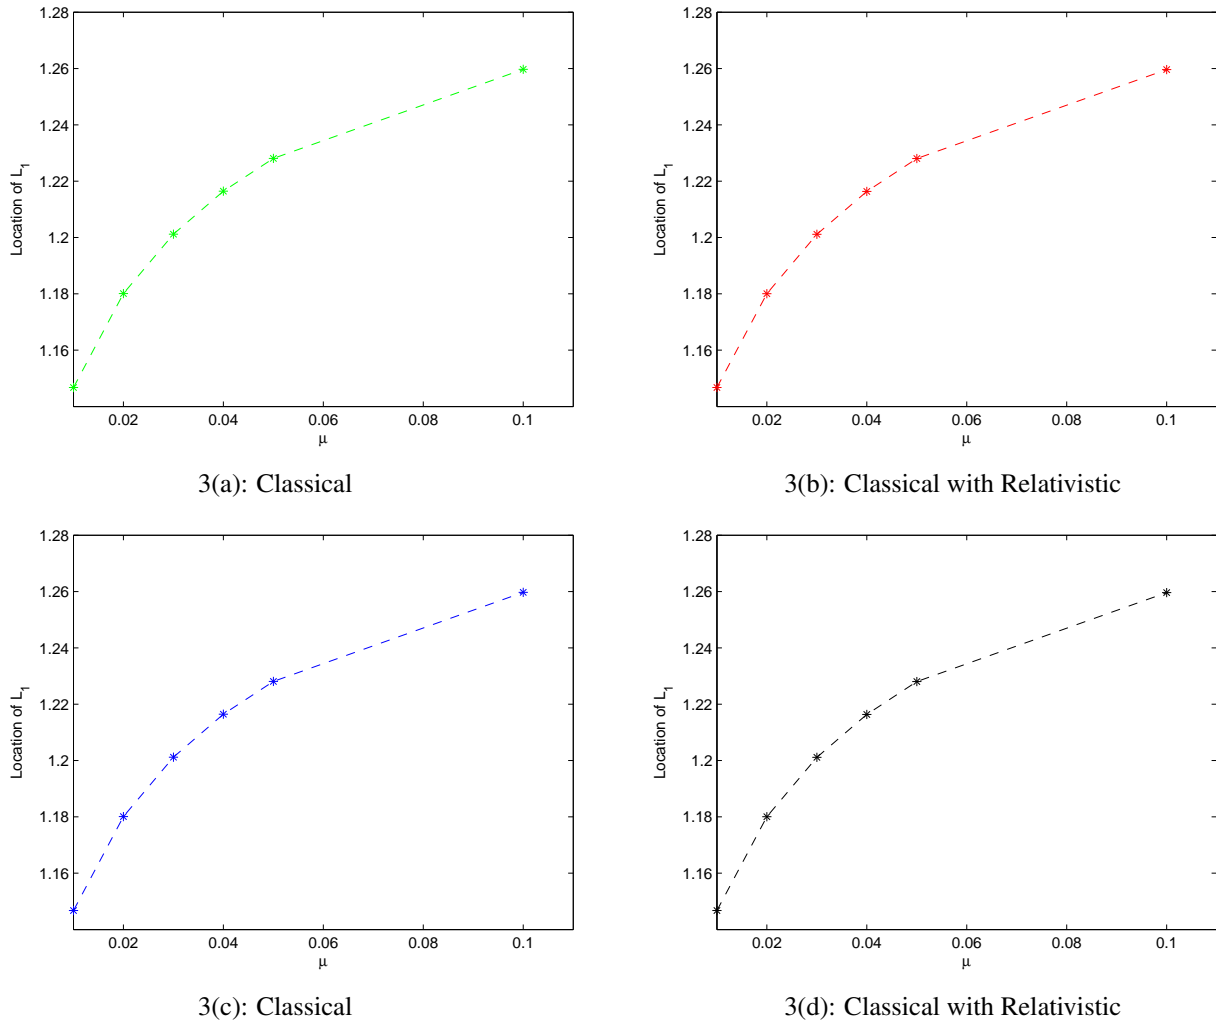 1.28
1.26
1.24
1.22
1.2
1.18
1.16
Location of L1
0.02 0.04 0.06 0.08 0.1
μ
3(a): Classical
1.28
1.26
1.24
1.22
1.2
1.18
1.16
Location of L1
0.02 0.04 0.06 0.08 0.1
μ
3(b): Classical with Relativistic
1.28
1.26
1.24
1.22
1.2
1.18
1.16
Location of L1
0.02 0.04 0.06 0.08 0.1
μ
3(c): Classical
1.28
1.26
1.24
1.22
1.2
1.18
1.16
Location of L1
0.02 0.04 0.06 0.08 0.1
μ
3(d): Classical with Relativistic